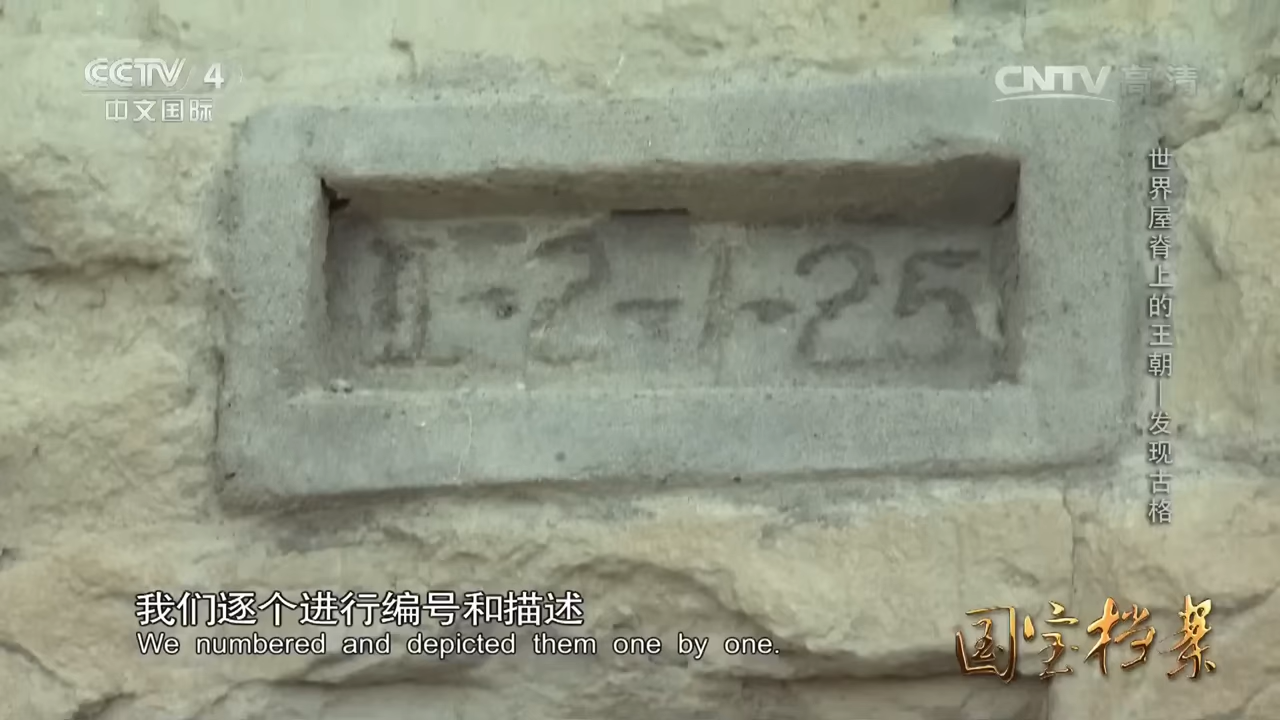 CCTV 4
中文国际
CNTV 高清
世界屋脊上的王朝—发现古格
II-2-1-25
我们逐个进行编号和描述
We numbered and depicted them one by one.
国宝档案